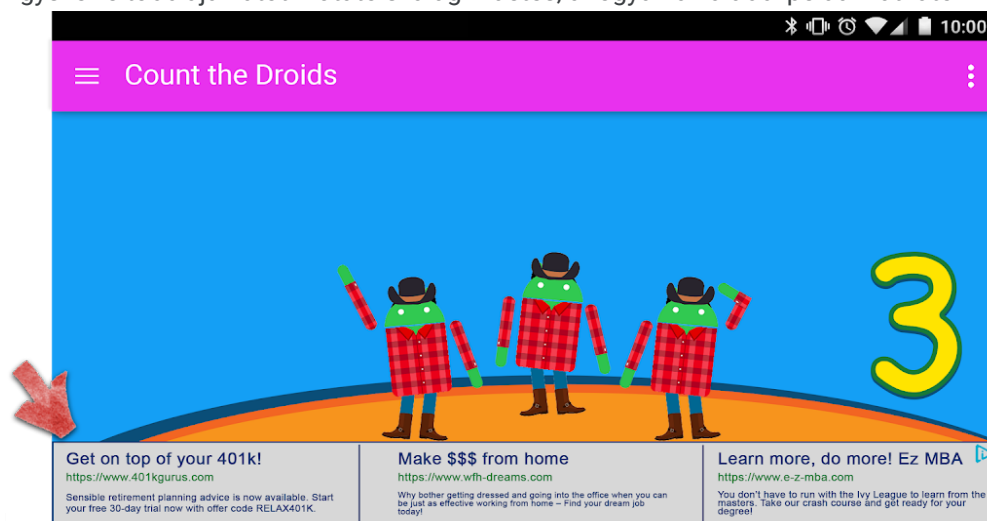 10:00
Count the Droids
3
Get on top of your 401k!
https://www.401kgurus.com
Sensible retirement planning advice is now available. Start
your free 30-day trial now with offer code RELAX401K.
Make $$$ from home
https://www.wfh-dreams.com
Why bother getting dressed and going into the office when you can
be just as effective working from home – Find your dream job
today!
Learn more, do more! Ez MBA
https://www.e-z-mba.com
You don't have to run with the Ivy League to learn from the
masters. Take our crash course and get ready for your
degree!